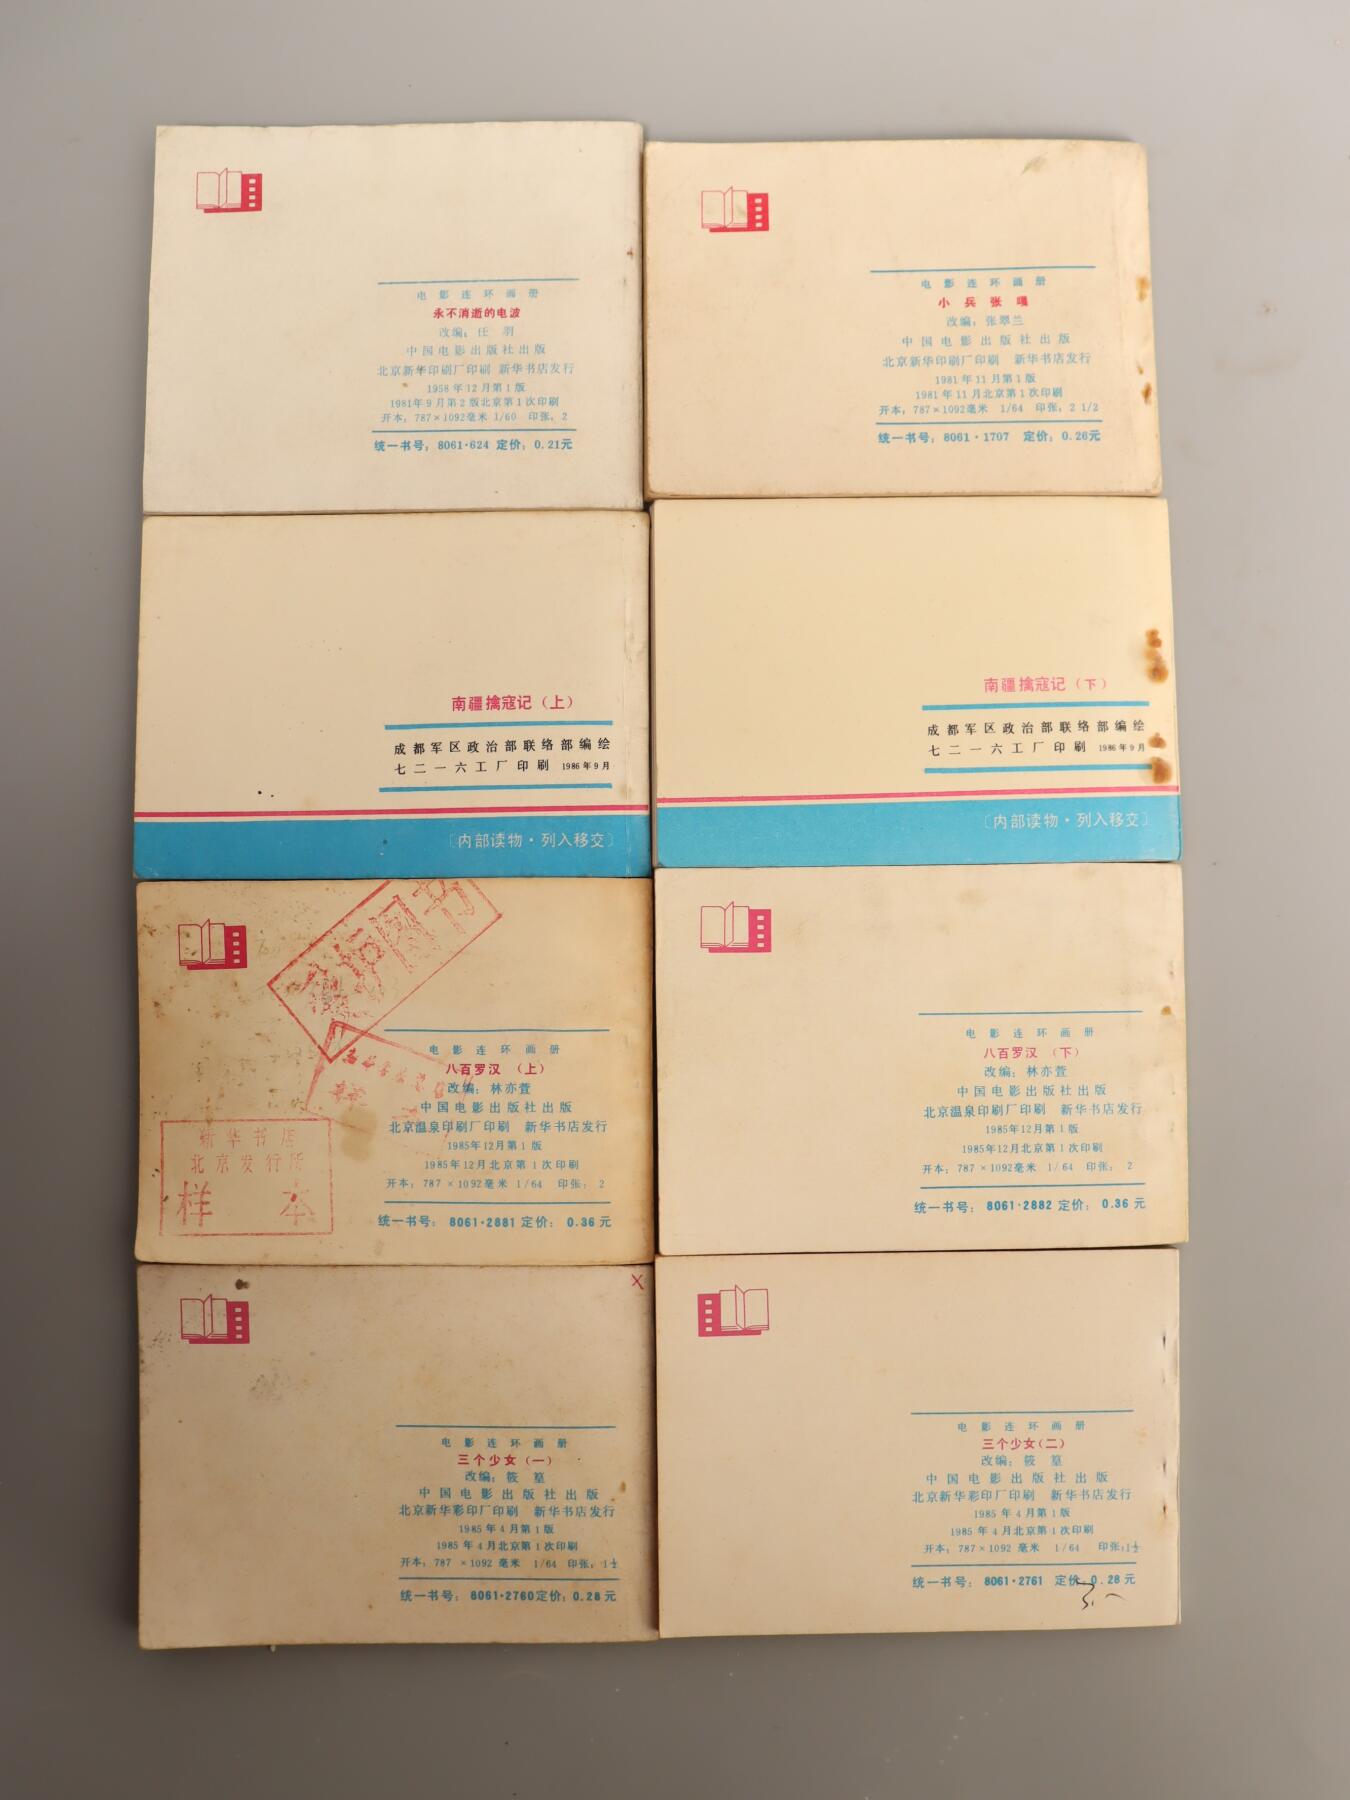 电影连环画册
永不消逝的电波
改编：任羽
中国电影出版社出版
北京新华印刷厂印刷 新华书店发行
1958年12月第1版
1981年9月第2版北京第1次印刷
开本：787×1092毫米 1/60 印张：2
统一书号：8061·624 定价：0.21元
电影连环画册
小兵张嘎
改编：张翠兰
中国电影出版社出版
北京新华印刷厂印刷 新华书店发行
1981年11月第1版
1981年11月北京第1次印刷
开本：787×1092毫米 1/64 印张：2 1/2
统一书号：8061·1707 定价：0.26元
南疆擒寇记（上）
成都军区政治部联络部编绘
七二一六工厂印刷 1986年9月
〔内部读物·列入移交〕
南疆擒寇记（下）
成都军区政治部联络部编绘
七二一六工厂印刷 1986年9月
〔内部读物·列入移交〕
图书
电影连环画册
八百罗汉（上）
改编：林亦萱
中国电影出版社出版
北京温泉印刷厂印刷 新华书店发行
1985年12月第1版
1985年12月北京第1次印刷
开本：787×1092毫米 1/64 印张：2
统一书号：8061·2881 定价：0.36元
新华书店
北京发行所
样本
电影连环画册
八百罗汉（下）
改编：林亦萱
中国电影出版社出版
北京温泉印刷厂印刷 新华书店发行
1985年12月第1版
1985年12月北京第1次印刷
开本：787×1092毫米 1/64 印张：2
统一书号：8061·2882 定价：0.36元
电影连环画册
三个少女（一）
改编：筱篁
中国电影出版社出版
北京新华彩印厂印刷 新华书店发行
1985年4月第1版
1985年4月北京第1次印刷
开本：787×1092毫米 1/64 印张：1½
统一书号：8061·2760 定价：0.28元
电影连环画册
三个少女（二）
改编：筱篁
中国电影出版社出版
北京新华彩印厂印刷 新华书店发行
1985年4月第1版
1985年4月北京第1次印刷
开本：787×1092毫米 1/64 印张：1½
统一书号：8061·2761 定价：0.28元